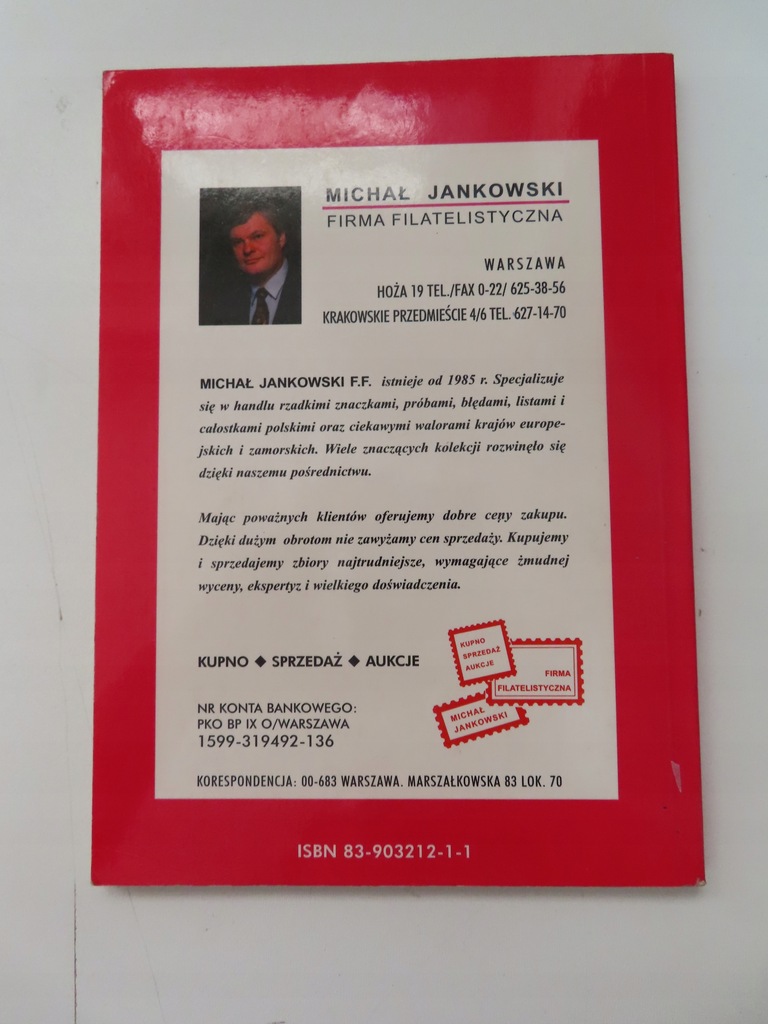 MICHAŁ JANKOWSKI
FIRMA FILATELISTYCZNA
WARSZAWA
HOŻA 19 TEL./FAX 0-22/ 625-38-56
KRAKOWSKIE PRZEDMIEŚCIE 4/6 TEL. 627-14-70
MICHAŁ JANKOWSKI F.F. istnieje od 1985 r. Specjalizuje
się w handlu rzadkimi znaczkami, próbami, błędami, listami i
całostkami polskimi oraz ciekawymi walorami krajów europe-
jskich i zamorskich. Wiele znaczących kolekcji rozwinęło się
dzięki naszemu pośrednictwu.
Mając poważnych klientów oferujemy dobre ceny zakupu.
Dzięki dużym obrotom nie zawyżamy cen sprzedaży. Kupujemy
i sprzedajemy zbiory najtrudniejsze, wymagające żmudnej
wyceny, ekspertyz i wielkiego doświadczenia.
KUPNO ◆ SPRZEDAŻ ◆ AUKCJE
KUPNO
SPRZEDAŻ
AUKCJE
FIRMA
FILATELISTYCZNA
MICHAŁ
JANKOWSKI
NR KONTA BANKOWEGO:
PKO BP IX O/WARSZAWA
1599-319492-136
KORESPONDENCJA: 00-683 WARSZAWA. MARSZAŁKOWSKA 83 LOK. 70
ISBN 83-903212-1-1